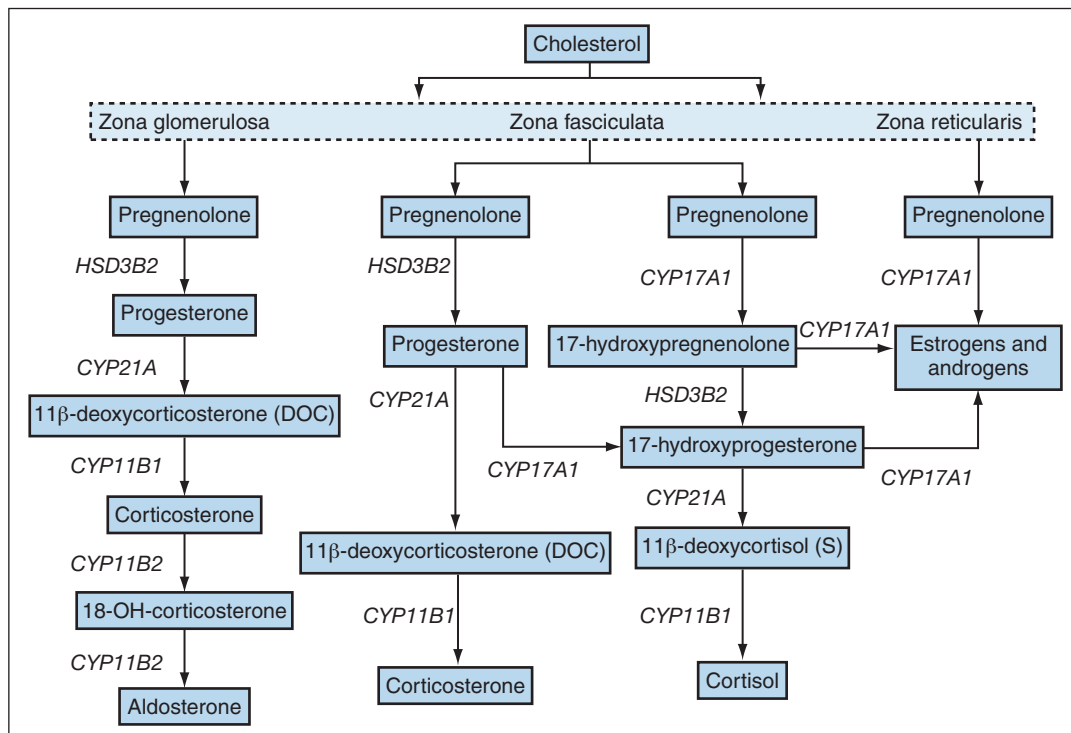 Cholesterol
Zona glomerulosa
Zona fasciculata
Zona reticularis
Pregnenolone
Pregnenolone
Pregnenolone
Pregnenolone
HSD3B2
HSD3B2
CYP17A1
CYP17A1
Progesterone
Progesterone
17-hydroxypregnenolone
CYP17A1
Estrogens and
androgens
CYP21A
CYP21A
HSD3B2
11β-deoxycorticosterone (DOC)
17-hydroxyprogesterone
CYP11B1
CYP17A1
CYP21A
CYP17A1
Corticosterone
11β-deoxycorticosterone (DOC)
11β-deoxycortisol (S)
CYP11B2
18-OH-corticosterone
CYP11B1
CYP11B1
CYP11B2
Corticosterone
Cortisol
Aldosterone